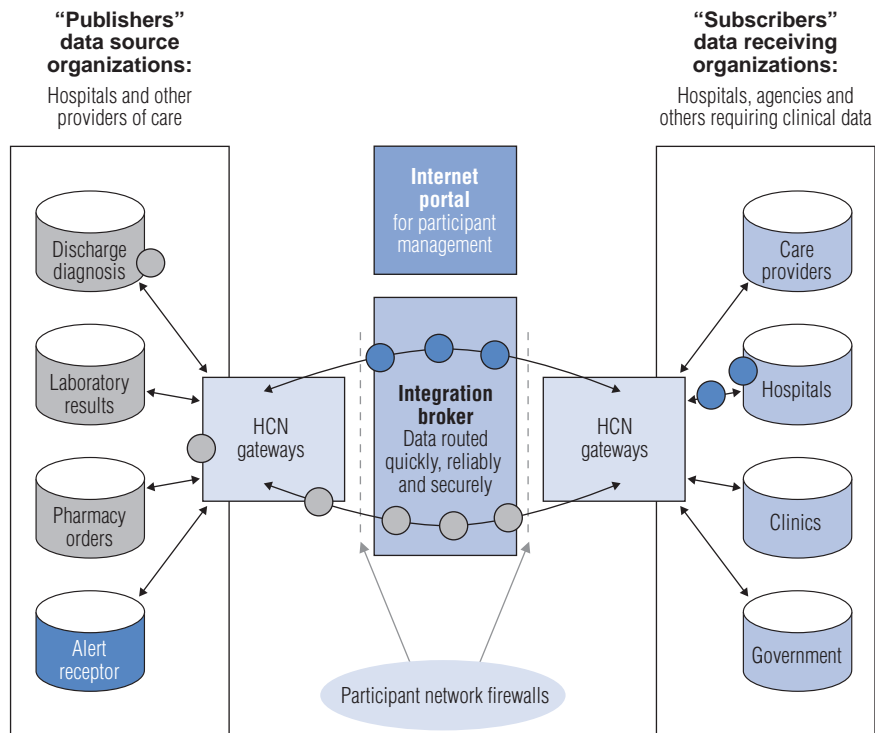 “Publishers”
data source
organizations:
Hospitals and other
providers of care
“Subscribers”
data receiving
organizations:
Hospitals, agencies and
others requiring clinical data
Internet
portal
for participant
management
Discharge
diagnosis
Laboratory
results
Pharmacy
orders
Alert
receptor
HCN
gateways
Integration
broker
Data routed
quickly, reliably
and securely
HCN
gateways
Care
providers
Hospitals
Clinics
Government
Participant network firewalls